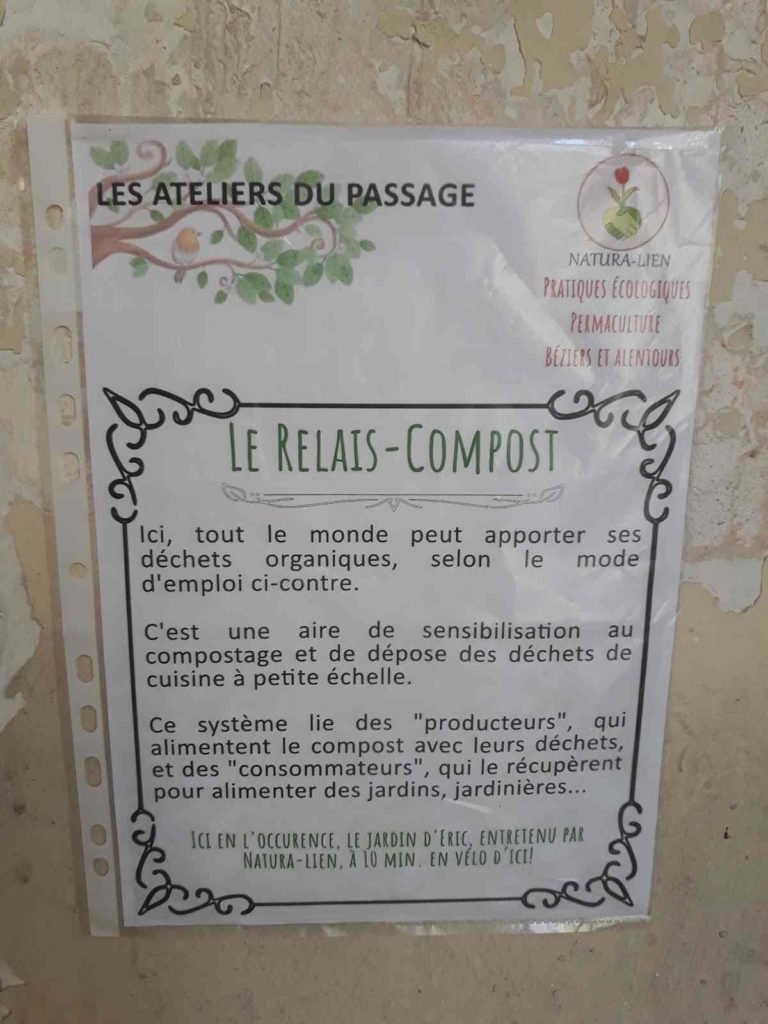 LES ATELIERS DU PASSAGE
NATURA-LIEN
PRATIQUES ÉCOLOGIQUES
PERMACULTURE
BÉZIERS ET ALENTOURS
LE RELAIS-COMPOST
Ici, tout le monde peut apporter ses
déchets organiques, selon le mode
d'emploi ci-contre.
C'est une aire de sensibilisation au
compostage et de dépose des déchets de
cuisine à petite échelle.
Ce système lie des "producteurs", qui
alimentent le compost avec leurs déchets,
et des "consommateurs", qui le récupèrent
pour alimenter des jardins, jardinières...
ICI EN L'OCCURENCE, LE JARDIN D'ERIC, ENTRETENU PAR
NATURA-LIEN, À 10 MIN. EN VÉLO D'ICI!